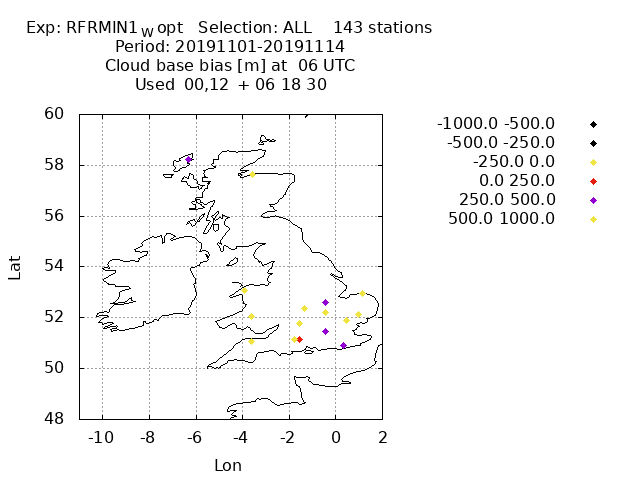 Exp: RFRMIN1WOpt Selection: ALL 143 stations
Period: 20191101-20191114
Cloud base bias [m] at 06 UTC
Used 00,12 + 06 18 30
-1000.0 -500.0
-500.0 -250.0
-250.0 0.0
0.0 250.0
250.0 500.0
500.0 1000.0
60
58
56
54
52
50
48
Lat
-10 -8 -6 -4 -2 0 2
Lon